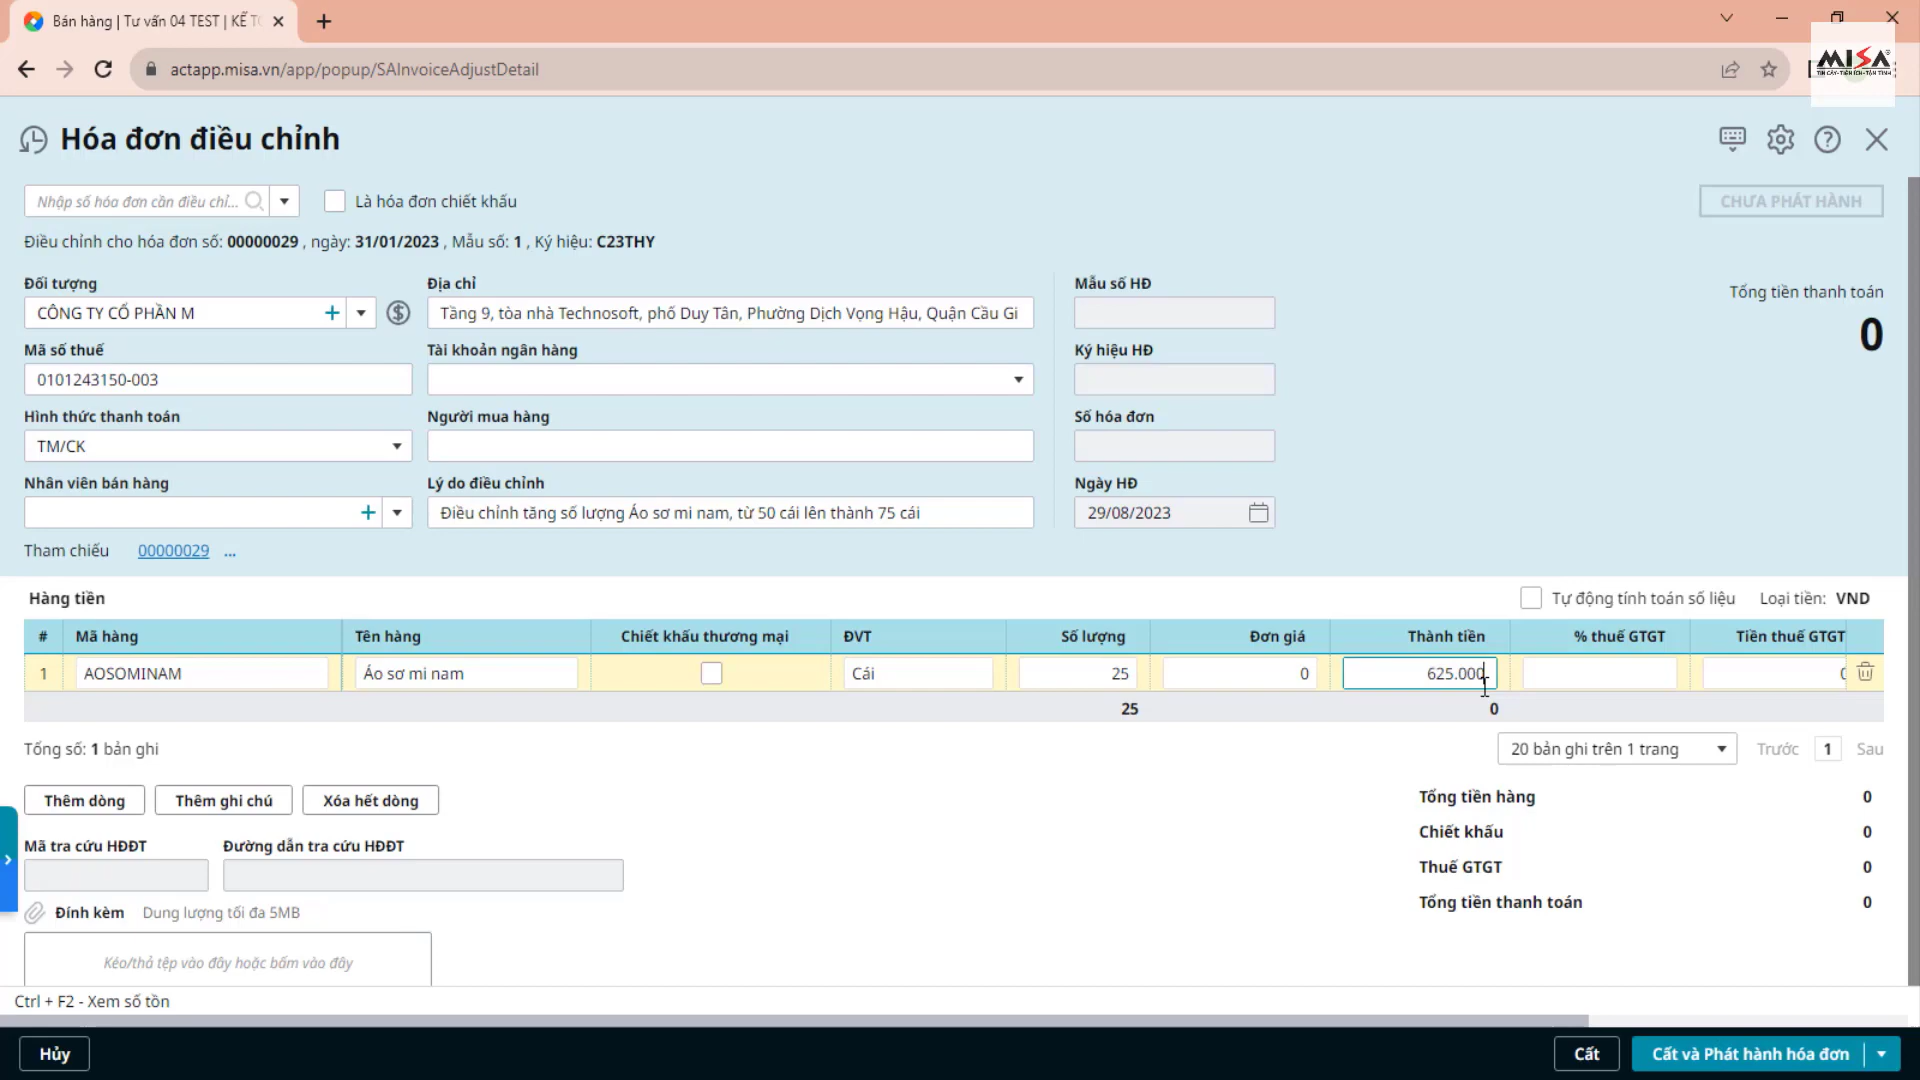 Bán hàng | Tư vấn 04 TEST | KẾ TO
MISA
TIN CẬY - TIỆN ÍCH - TẬN TÌNH
actapp.misa.vn/app/popup/SAInvoiceAdjustDetail
Hóa đơn điều chỉnh
Nhập số hóa đơn cần điều chỉ...
Là hóa đơn chiết khấu
CHƯA PHÁT HÀNH
Điều chỉnh cho hóa đơn số: 00000029 , ngày: 31/01/2023 , Mẫu số: 1 , Ký hiệu: C23THY
Đối tượng
Địa chỉ
Mẫu số HĐ
Tổng tiền thanh toán
CÔNG TY CỔ PHẦN M
Tầng 9, tòa nhà Technosoft, phố Duy Tân, Phường Dịch Vọng Hậu, Quận Cầu Gi
0
Mã số thuế
Tài khoản ngân hàng
Ký hiệu HĐ
0101243150-003
Hình thức thanh toán
Người mua hàng
Số hóa đơn
TM/CK
Nhân viên bán hàng
Lý do điều chỉnh
Ngày HĐ
Điều chỉnh tăng số lượng Áo sơ mi nam, từ 50 cái lên thành 75 cái
29/08/2023
Tham chiếu 00000029 ...
Hàng tiền
Tự động tính toán số liệu Loại tiền: VND
# Mã hàng Tên hàng Chiết khấu thương mại ĐVT Số lượng Đơn giá Thành tiền % thuế GTGT Tiền thuế GTGT
1 AOSOMINAM Áo sơ mi nam Cái 25 0 625.000 0
25 0
Tổng số: 1 bản ghi
20 bản ghi trên 1 trang Trước 1 Sau
Thêm dòng Thêm ghi chú Xóa hết dòng
Tổng tiền hàng 0
Chiết khấu 0
Mã tra cứu HĐĐT Đường dẫn tra cứu HĐĐT
Thuế GTGT 0
Tổng tiền thanh toán 0
Đính kèm Dung lượng tối đa 5MB
Kéo/thả tệp vào đây hoặc bấm vào đây
Ctrl + F2 - Xem số tồn
Hủy
Cất
Cất và Phát hành hóa đơn